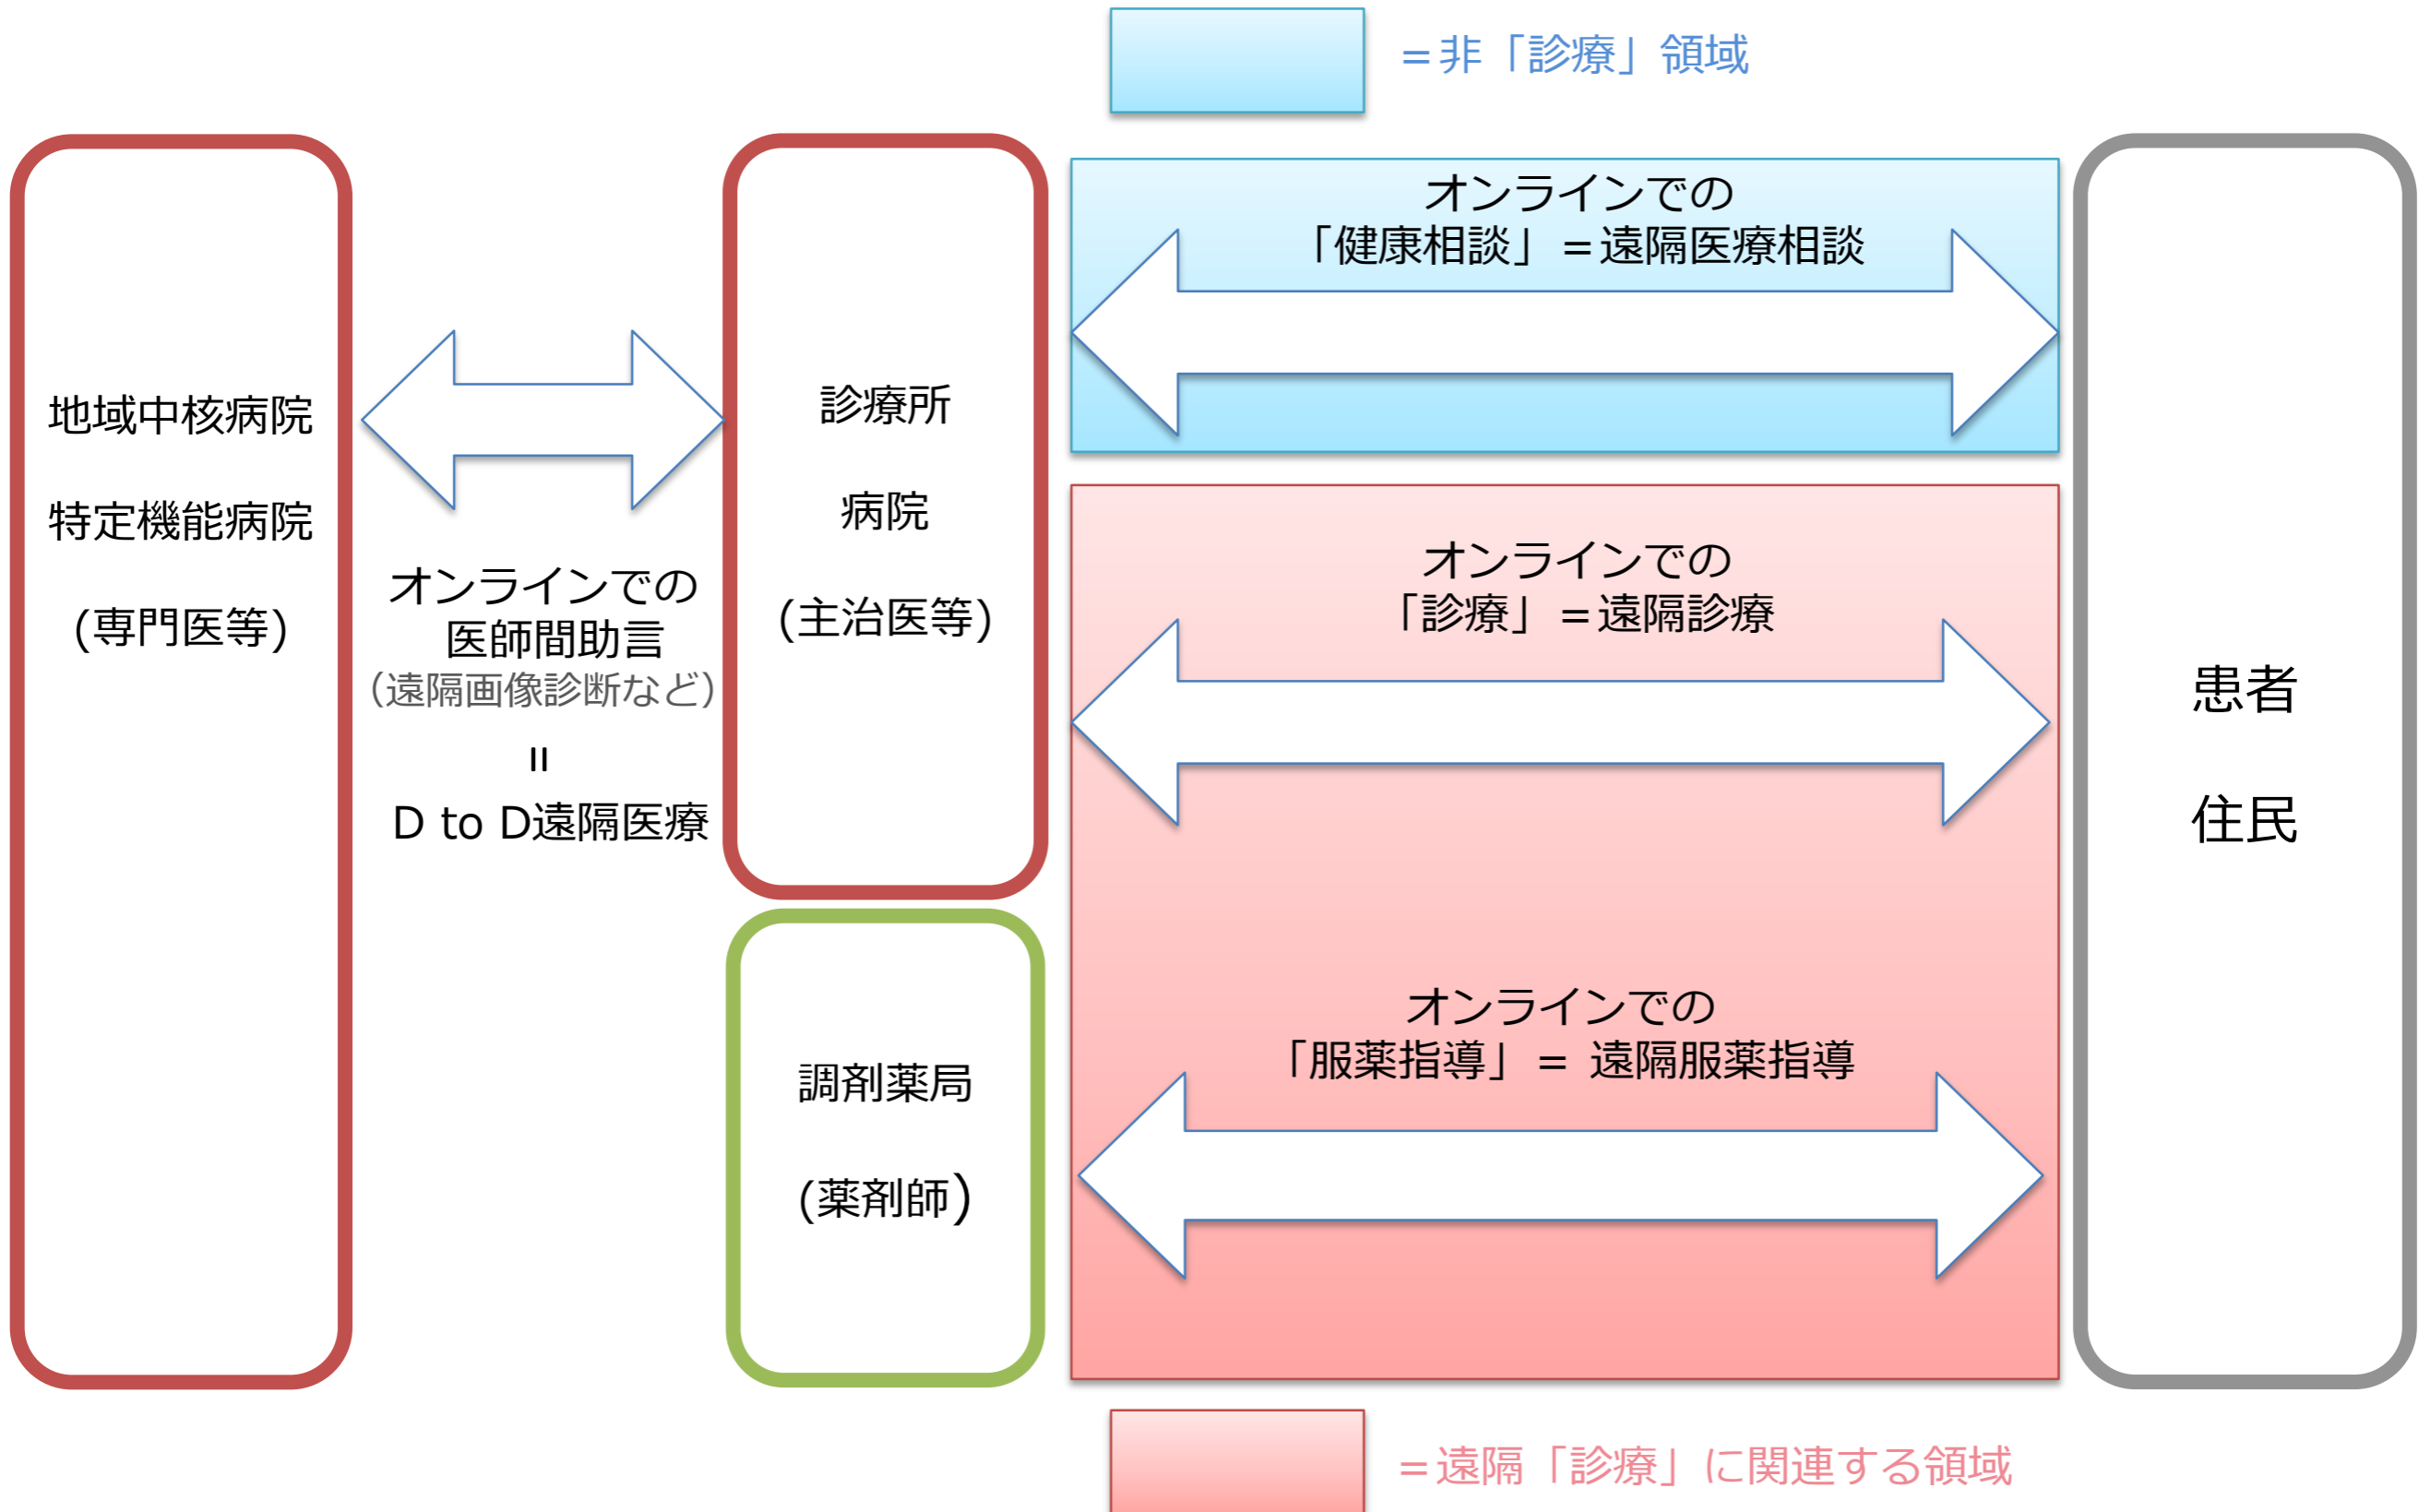 ＝非「診療」領域
地域中核病院
特定機能病院
(専門医等)
オンラインでの
医師間助言
（遠隔画像診断など）
＝
D to D遠隔医療
診療所
病院
(主治医等)
調剤薬局
(薬剤師)
オンラインでの
「健康相談」＝遠隔医療相談
オンラインでの
「診療」＝遠隔診療
オンラインでの
「服薬指導」＝ 遠隔服薬指導
患者
住民
＝遠隔「診療」に関連する領域